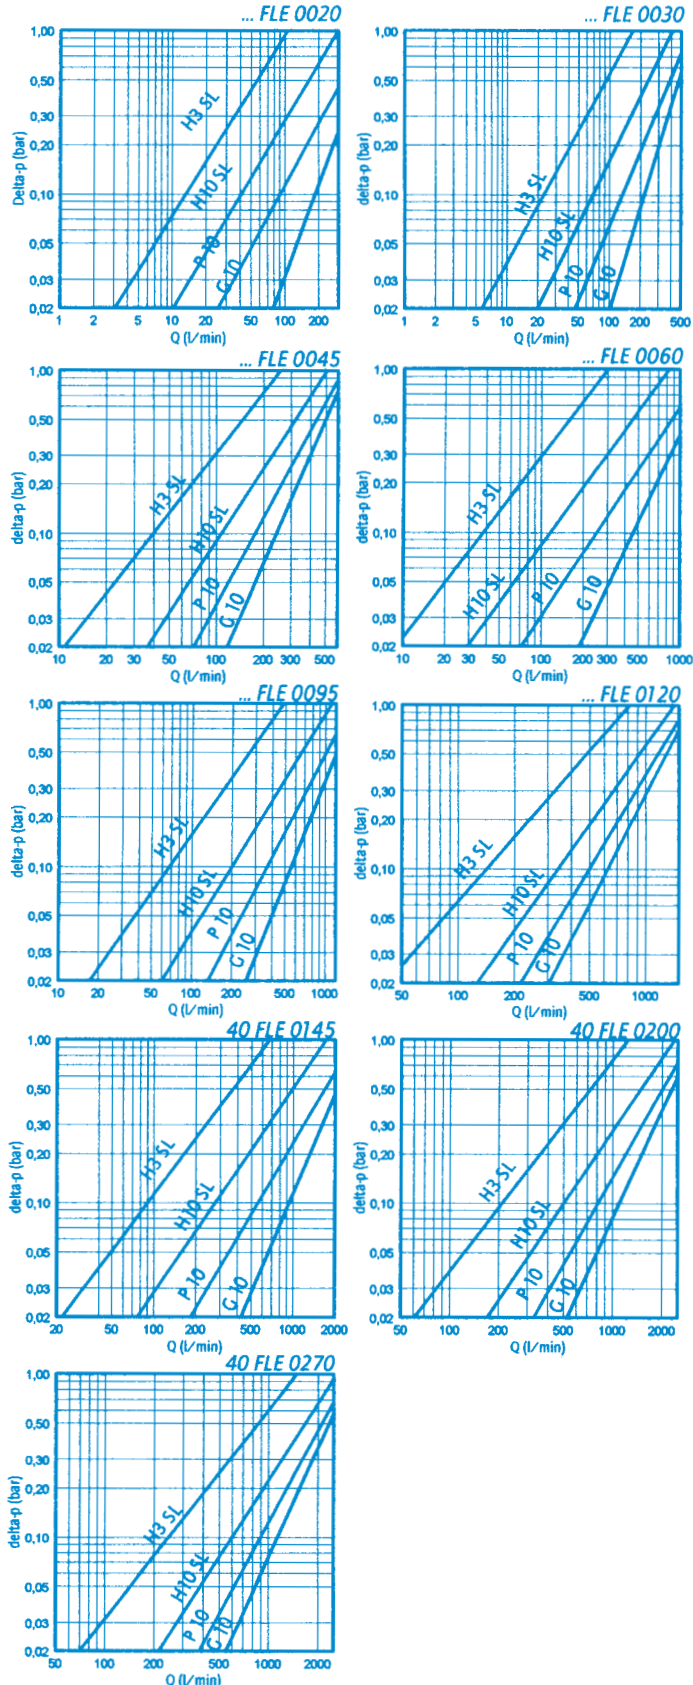 ... FLE 0020
1,00
0,50
0,30
0,20
0,10
0,05
0,03
0,02
Delta-p (bar)
H3 SL
H10 SL
P 10
G 10
1 2 5 10 20 50 100 200
Q (l/min)
... FLE 0030
1,00
0,50
0,30
0,20
0,10
0,05
0,03
0,02
delta-p (bar)
H3 SL
H10 SL
P 10
G 10
1 2 5 10 20 50 100 200 500
Q (l/min)
... FLE 0045
1,00
0,50
0,30
0,20
0,10
0,05
0,03
0,02
delta-p (bar)
H3 SL
H10 SL
P 10
G 10
10 20 30 50 100 200 300 500
Q (l/min)
... FLE 0060
1,00
0,50
0,30
0,20
0,10
0,05
0,03
0,02
delta-p (bar)
H3 SL
H10 SL
P 10
G 10
10 20 30 50 100 200 300 500 1000
Q (l/min)
... FLE 0095
1,00
0,50
0,30
0,20
0,10
0,05
0,03
0,02
delta-p (bar)
H3 SL
H10 SL
P 10
G 10
10 20 50 100 200 500 1000
Q (l/min)
... FLE 0120
1,00
0,50
0,30
0,20
0,10
0,05
0,03
0,02
delta-p (bar)
H3 SL
H10 SL
P 10
G 10
50 100 200 500 1000
Q (l/min)
40 FLE 0145
1,00
0,50
0,30
0,20
0,10
0,05
0,03
0,02
delta-p (bar)
H3 SL
H10 SL
P 10
G 10
20 50 100 200 500 1000 2000
Q (l/min)
40 FLE 0200
1,00
0,50
0,30
0,20
0,10
0,05
0,03
0,02
delta-p (bar)
H3 SL
H10 SL
P 10
G 10
50 100 200 500 1000 2000
Q (l/min)
40 FLE 0270
1,00
0,50
0,30
0,20
0,10
0,05
0,03
0,02
delta-p (bar)
H3 SL
H10 SL
P 10
G 10
50 100 200 500 1000 2000
Q (l/min)